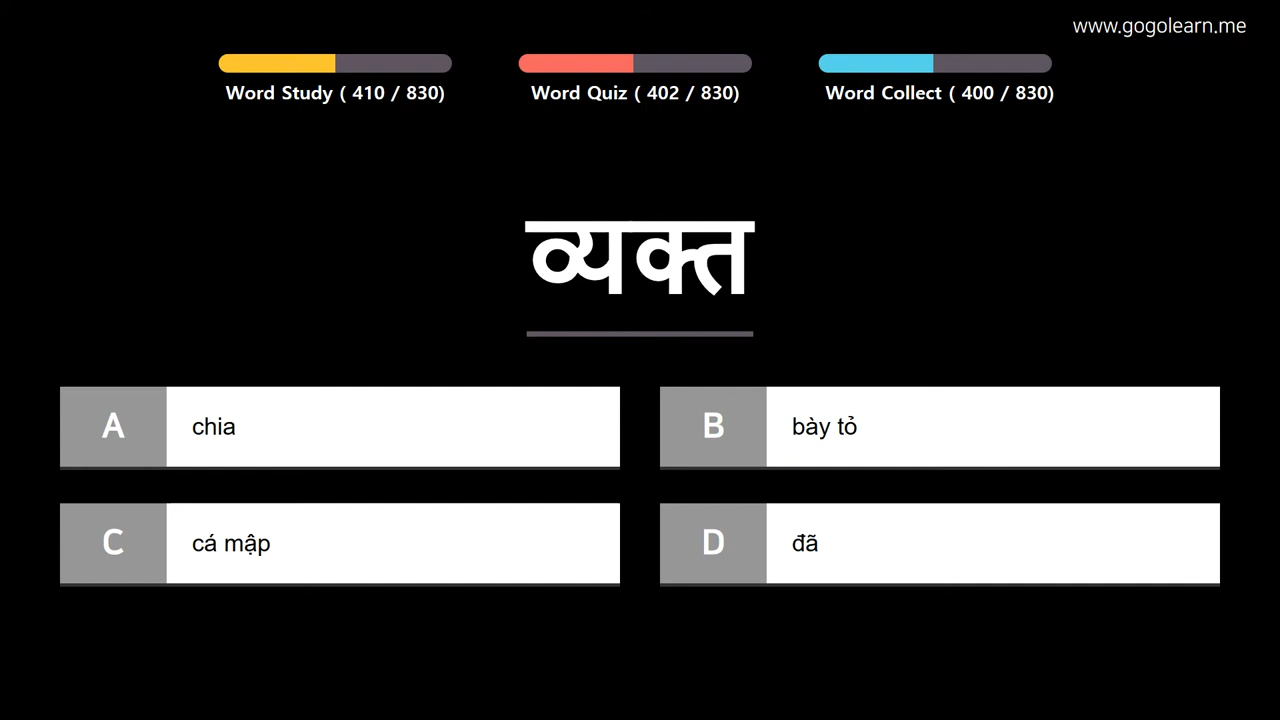 www.gogolearn.me
Word Study ( 410 / 830)
Word Quiz ( 402 / 830)
Word Collect ( 400 / 830)
व्यक्त
A chia
B bày tỏ
C cá mập
D đã